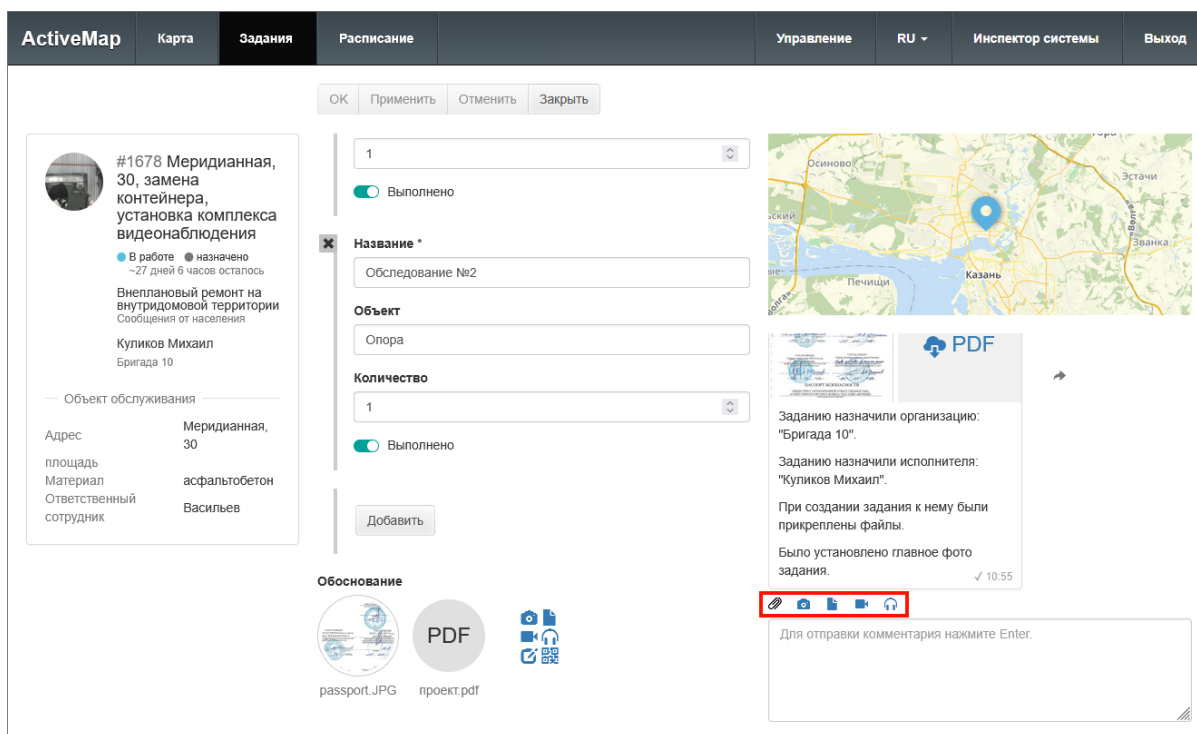 ActiveMap Карта Задания Расписание Управление RU Инспектор системы Выход
OK Применить Отменить Закрыть
#1678 Меридианная,
30, замена
контейнера,
установка комплекса
видеонаблюдения
В работе назначено
~27 дней 6 часов осталось
Внеплановый ремонт на
внутридомовой территории
Сообщения от населения
Куликов Михаил
Бригада 10
Объект обслуживания
Адрес Меридианная,
30
площадь
Материал асфальтобетон
Ответственный
сотрудник Васильев
1
Выполнено
Название *
Обследование №2
Объект
Опора
Количество
1
Выполнено
Добавить
Обоснование
PDF
passport.JPG проект.pdf
Осиново
Эстачи
Званка
Казань
Печищи
PDF
ПАСПОРТ БЕЗОПАСНОСТИ
Заданию назначили организацию:
"Бригада 10".
Заданию назначили исполнителя:
"Куликов Михаил".
При создании задания к нему были
прикреплены файлы.
Было установлено главное фото
задания.
✓ 10:55
Для отправки комментария нажмите Enter.